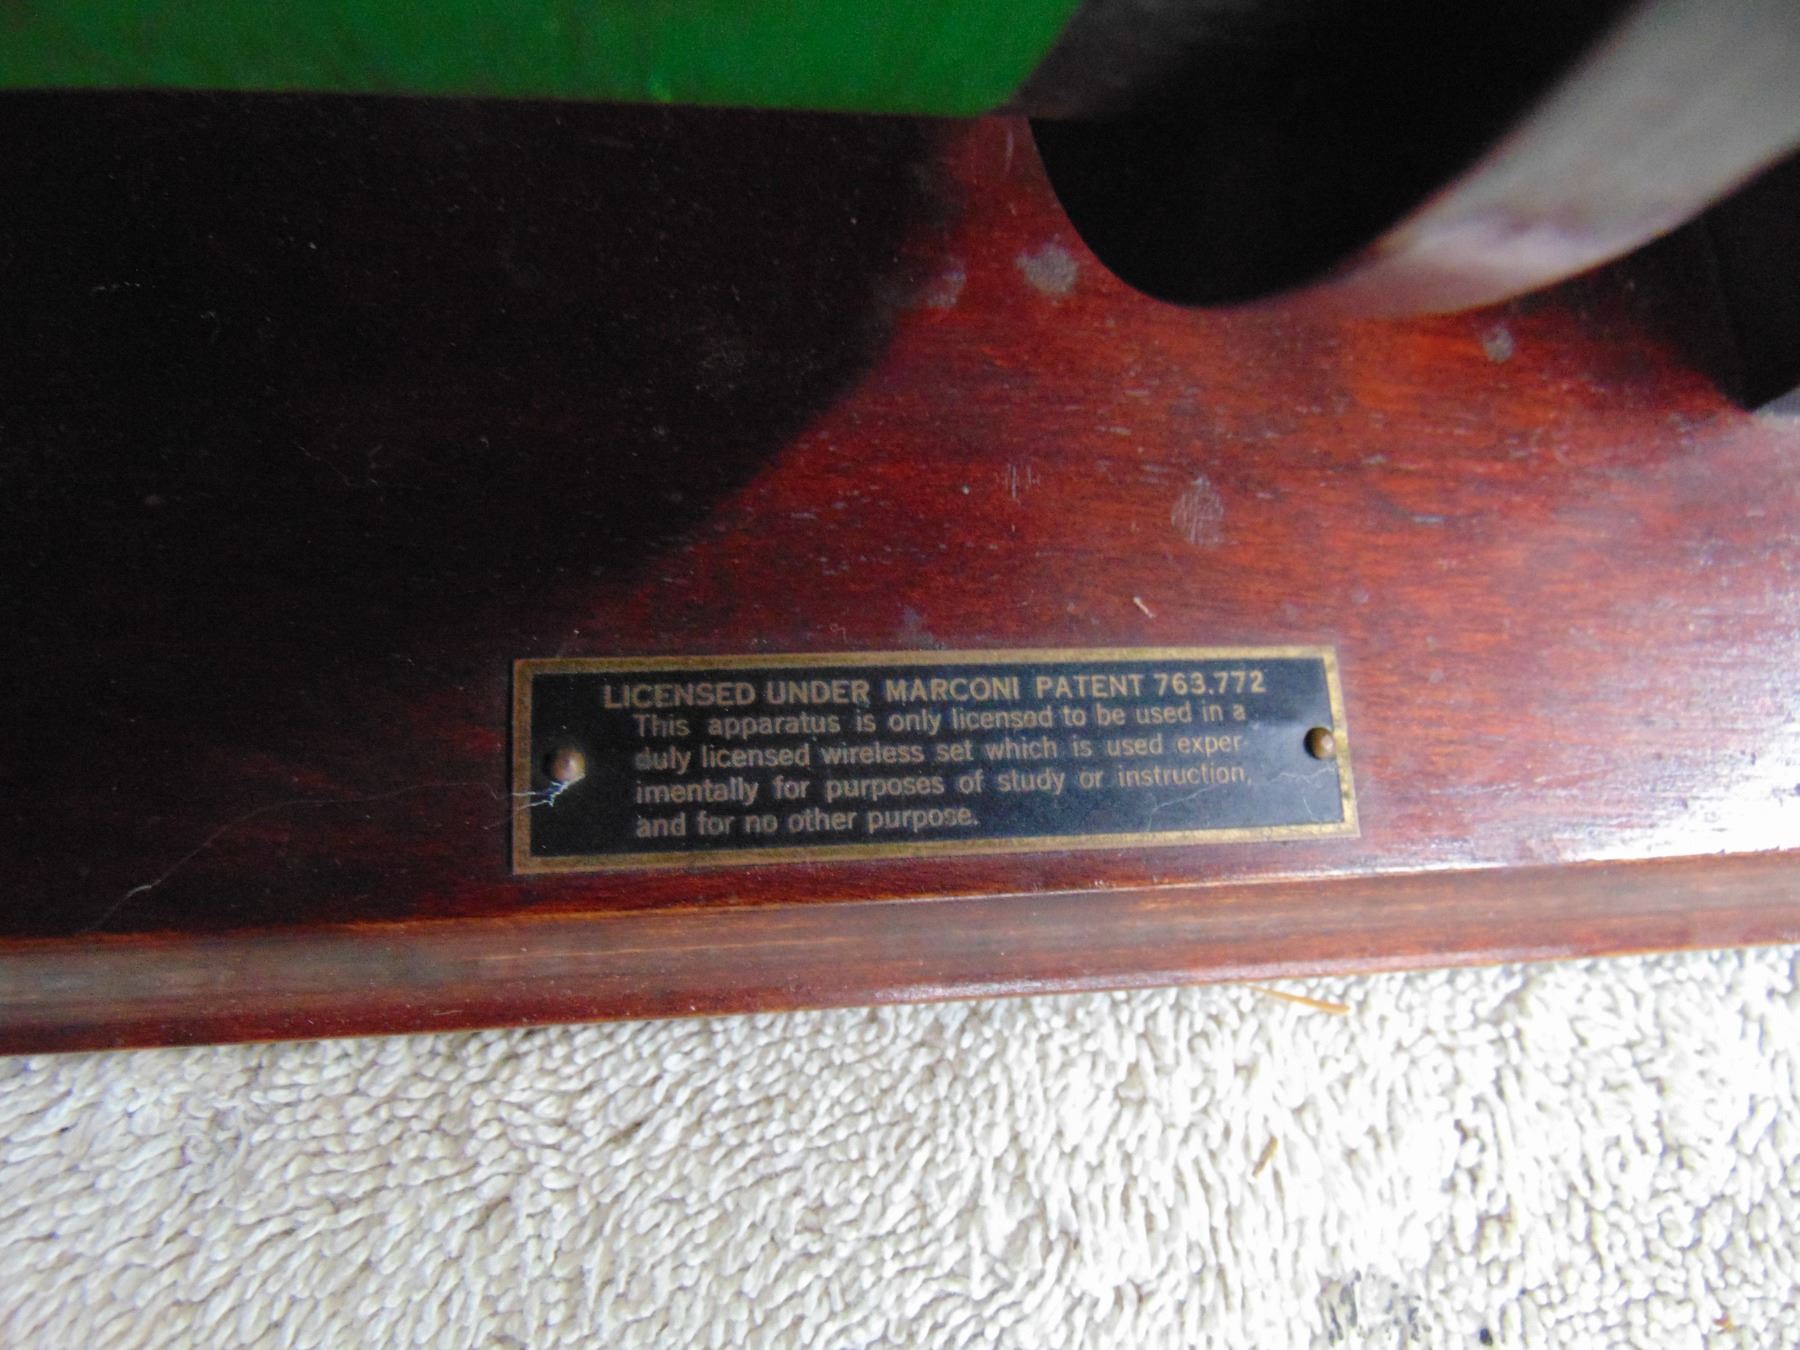 LICENSED UNDER MARCONI PATENT 763.772
This apparatus is only licensed to be used in a
duly licensed wireless set which is used exper-
imentally for purposes of study or instruction,
and for no other purpose.